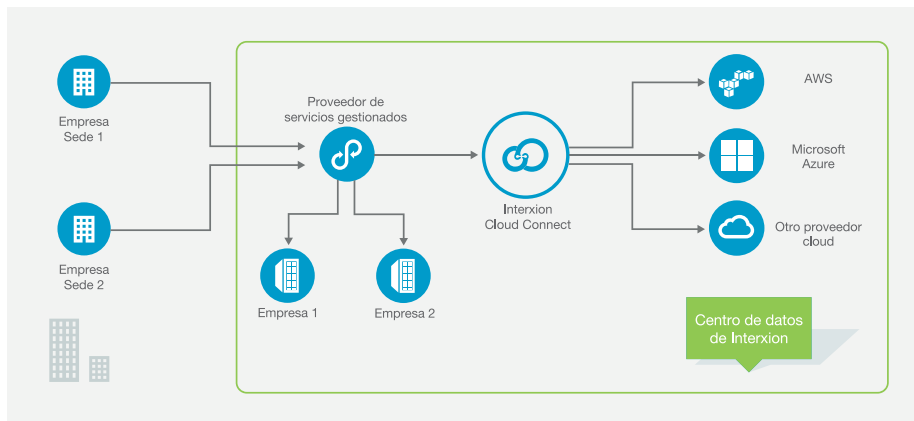 Empresa
Sede 1
Empresa
Sede 2
Proveedor de
servicios gestionados
Empresa 1
Empresa 2
Interxion
Cloud Connect
AWS
Microsoft
Azure
Otro proveedor
cloud
Centro de datos
de Interxion